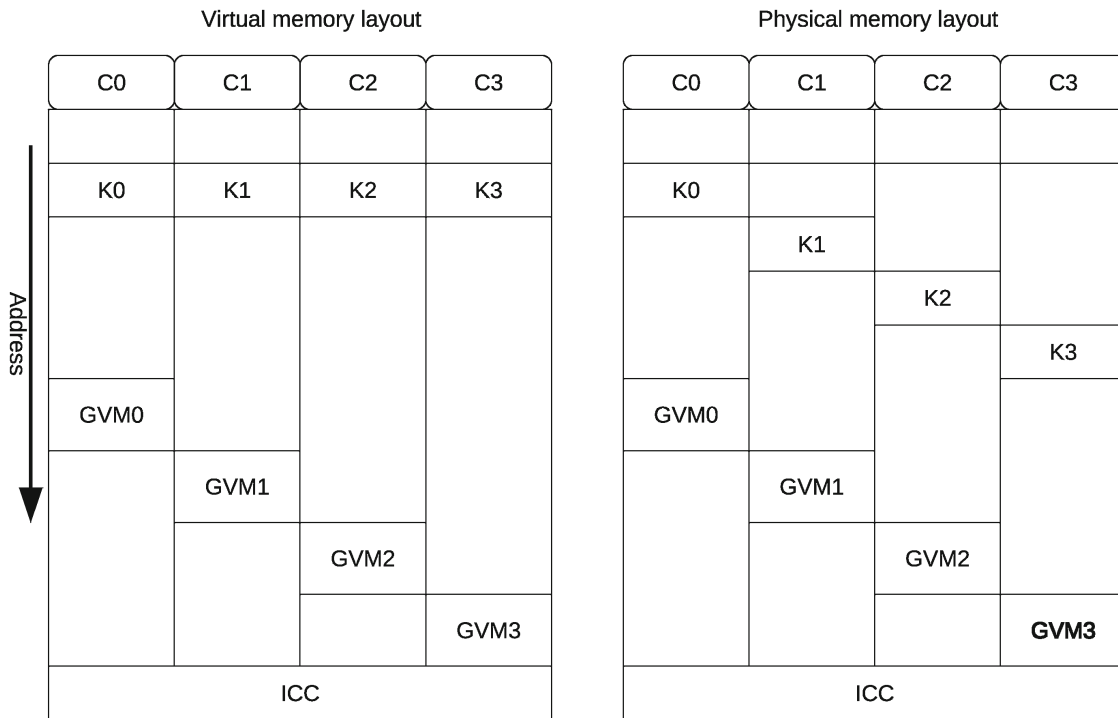 Virtual memory layout
Physical memory layout
C0 C1 C2 C3
C0 C1 C2 C3
K0 K1 K2 K3
K0
K1
K2
K3
Address
GVM0
GVM0
GVM1
GVM1
GVM2
GVM2
GVM3
GVM3
ICC
ICC